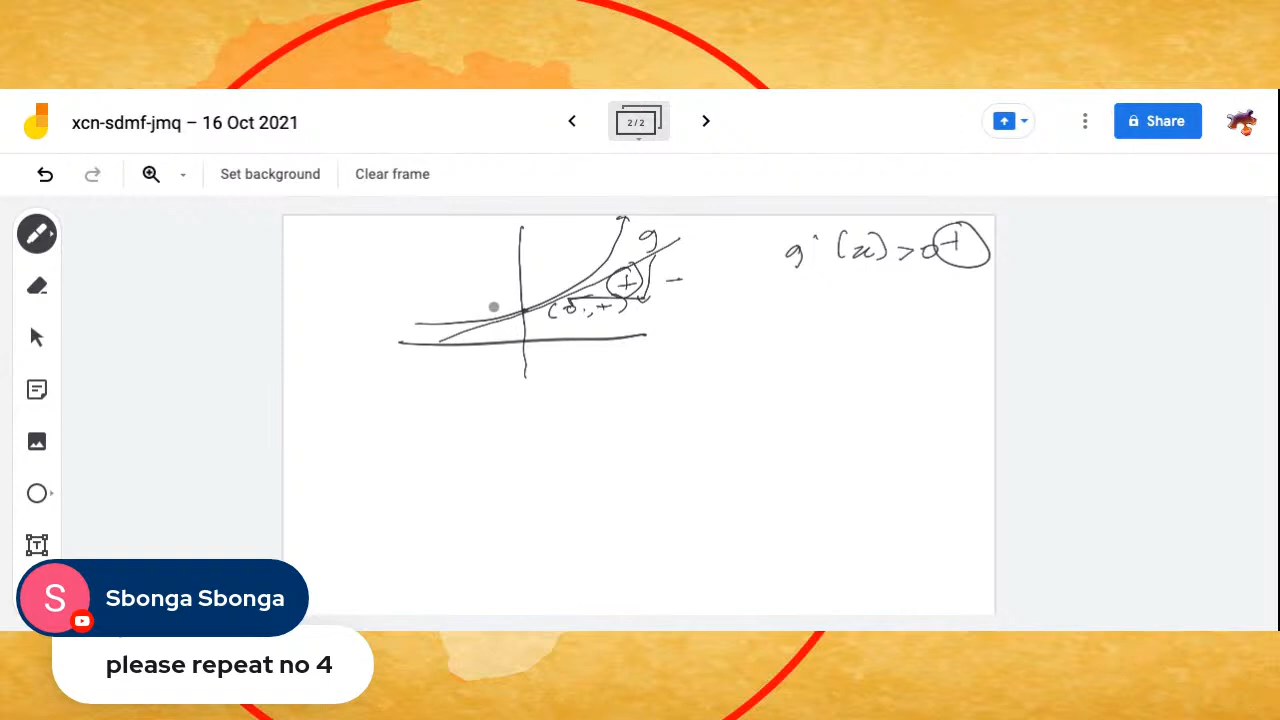 xcn-sdmf-jmq – 16 Oct 2021
2 / 2
Share
Set background
Clear frame
g
+
–
g'(x) > 0 +
T
S
Sbonga Sbonga
please repeat no 4